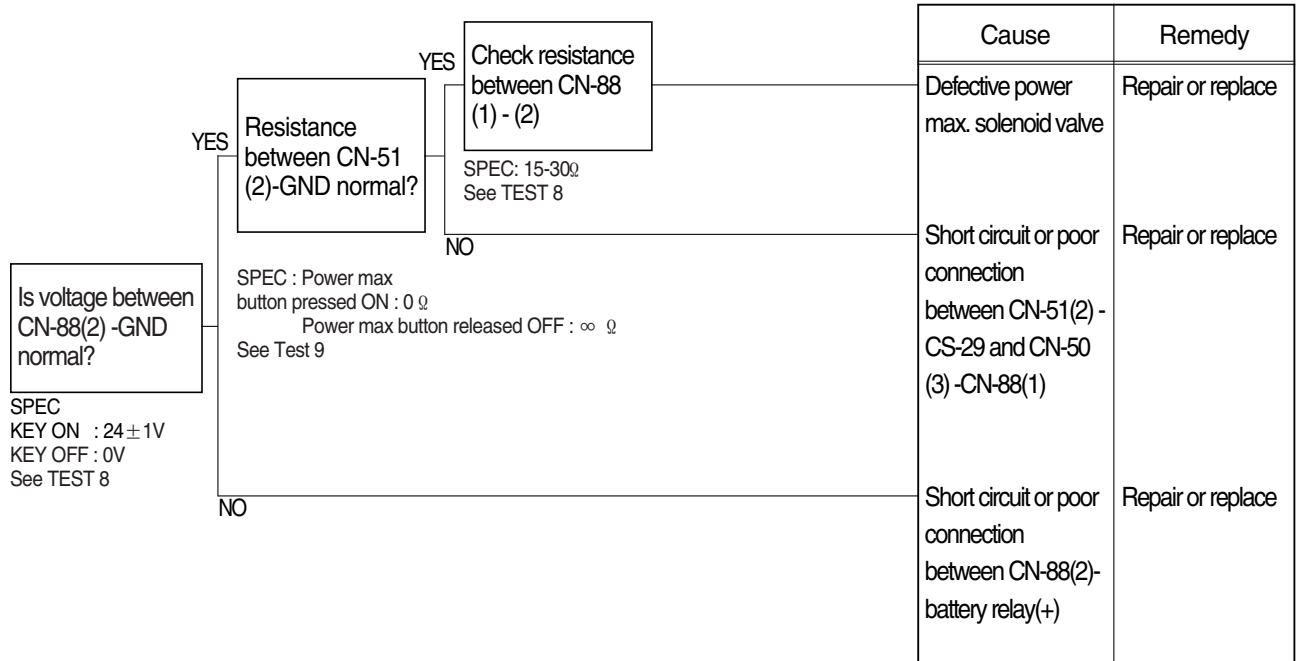 Is voltage between
CN-88(2) -GND
normal?
SPEC
KEY ON : 24±1V
KEY OFF : 0V
See TEST 8
YES
NO
Resistance
between CN-51
(2)-GND normal?
SPEC : Power max
button pressed ON : 0 Ω
Power max button released OFF : ∞ Ω
See Test 9
YES
NO
Check resistance
between CN-88
(1) - (2)
SPEC: 15-30Ω
See TEST 8
Cause
Remedy
Defective power
max. solenoid valve
Repair or replace
Short circuit or poor
connection
between CN-51(2) -
CS-29 and CN-50
(3) -CN-88(1)
Repair or replace
Short circuit or poor
connection
between CN-88(2)-
battery relay(+)
Repair or replace